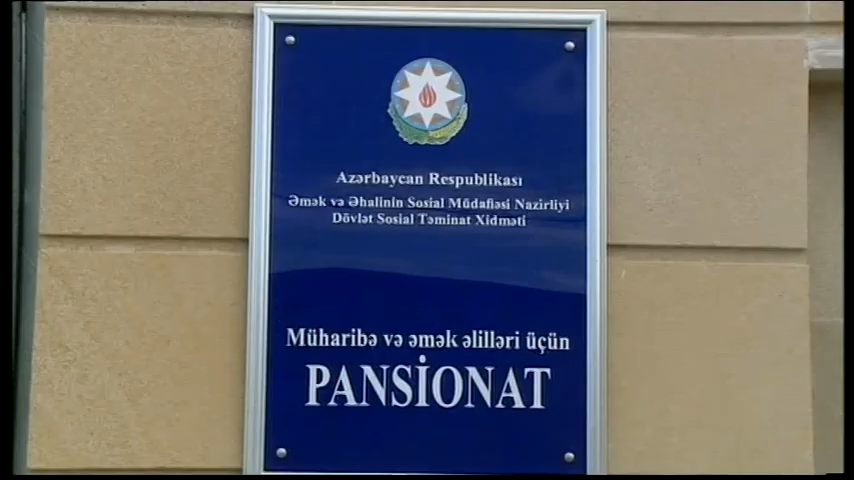 Azərbaycan Respublikası
Əmək və Əhalinin Sosial Müdafiəsi Nazirliyi
Dövlət Sosial Təminat Xidməti
Müharibə və əmək əlilləri üçün
PANSİONAT